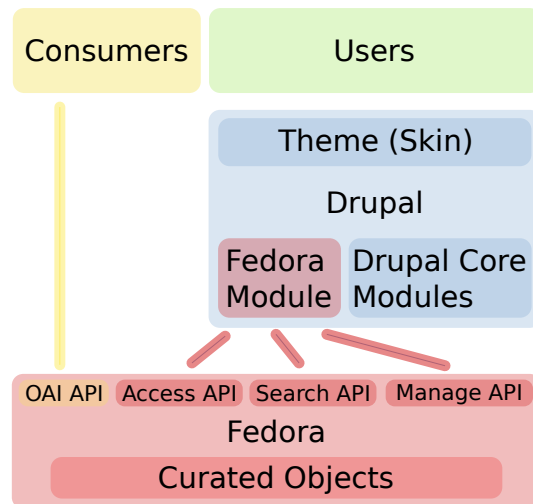 Consumers
Users
Theme (Skin)
Drupal
Fedora
Module
Drupal Core
Modules
OAI API
Access API
Search API
Manage API
Fedora
Curated Objects